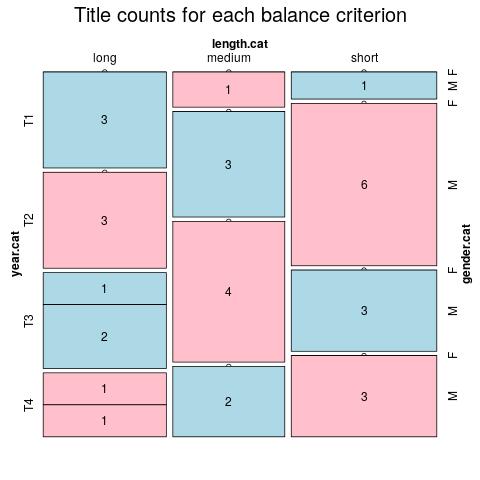 Title counts for each balance criterion
length.cat
long medium short
year.cat
gender.cat
T1
T2
T3
T4
3
3
1
2
1
1
1
3
4
2
1
6
3
3
F
M
F
M
F
M
F
M